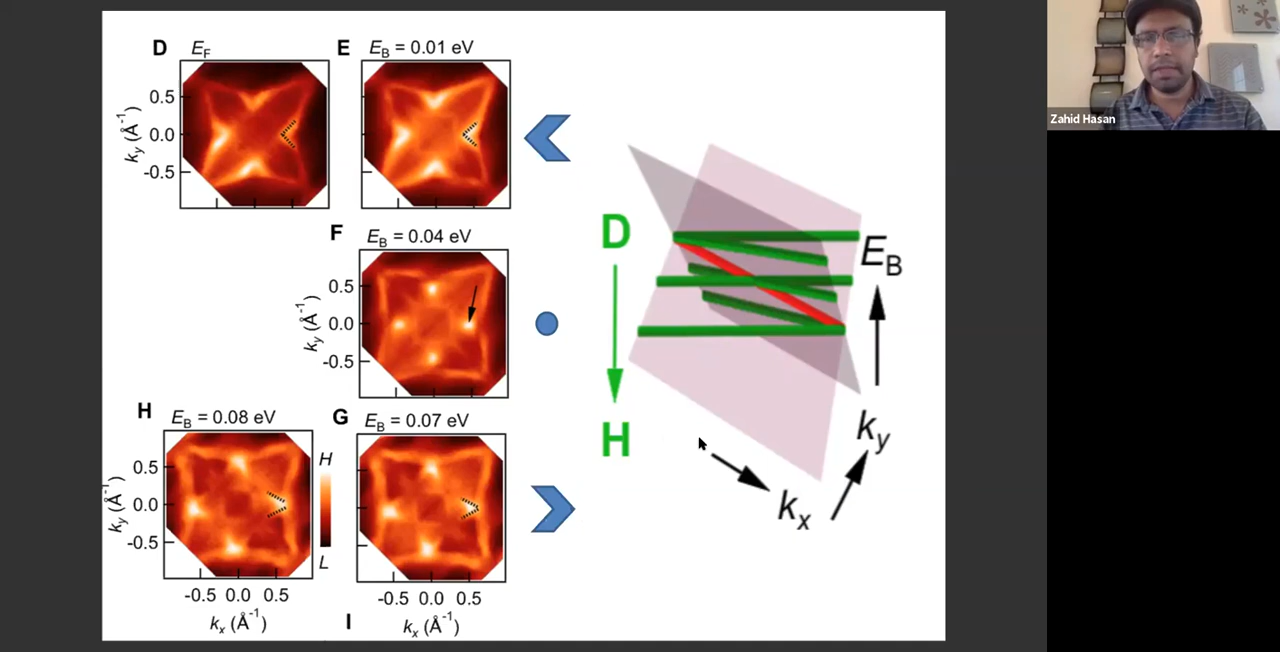 D E_F
E E_B = 0.01 eV
k_y (Å^-1)
0.5
0.0
-0.5
F E_B = 0.04 eV
k_y (Å^-1)
0.5
0.0
-0.5
H E_B = 0.08 eV
G E_B = 0.07 eV
k_y (Å^-1)
0.5
0.0
-0.5
H
L
-0.5 0.0 0.5
k_x (Å^-1)
I
-0.5 0.0 0.5
k_x (Å^-1)
D
H
E_B
k_y
k_x
Zahid Hasan